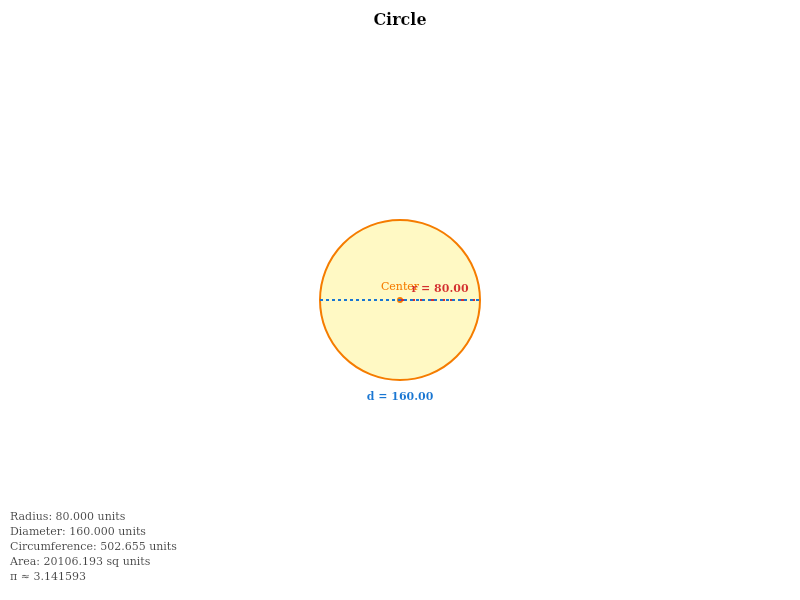 Circle
Center
r = 80.00
d = 160.00
Radius: 80.000 units
Diameter: 160.000 units
Circumference: 502.655 units
Area: 20106.193 sq units
π ≈ 3.141593